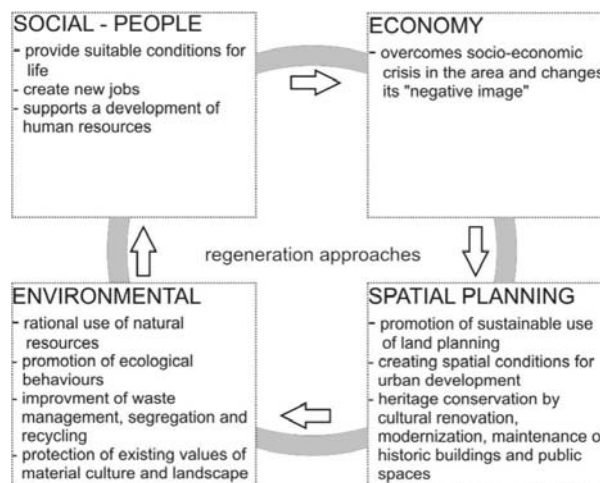 SOCIAL - PEOPLE
- provide suitable conditions for
life
- create new jobs
- supports a development of
human resources
ECONOMY
- overcomes socio-economic
crisis in the area and changes
its "negative image"
regeneration approaches
ENVIRONMENTAL
- rational use of natural
resources
- promotion of ecological
behaviours
- improvment of waste
management, segregation and
recycling
- protection of existing values of
material culture and landscape
SPATIAL PLANNING
- promotion of sustainable use
of land planning
- creating spatial conditions for
urban development
- heritage conservation by
cultural renovation,
modernization, maintenance o
historic buildings and public
spaces